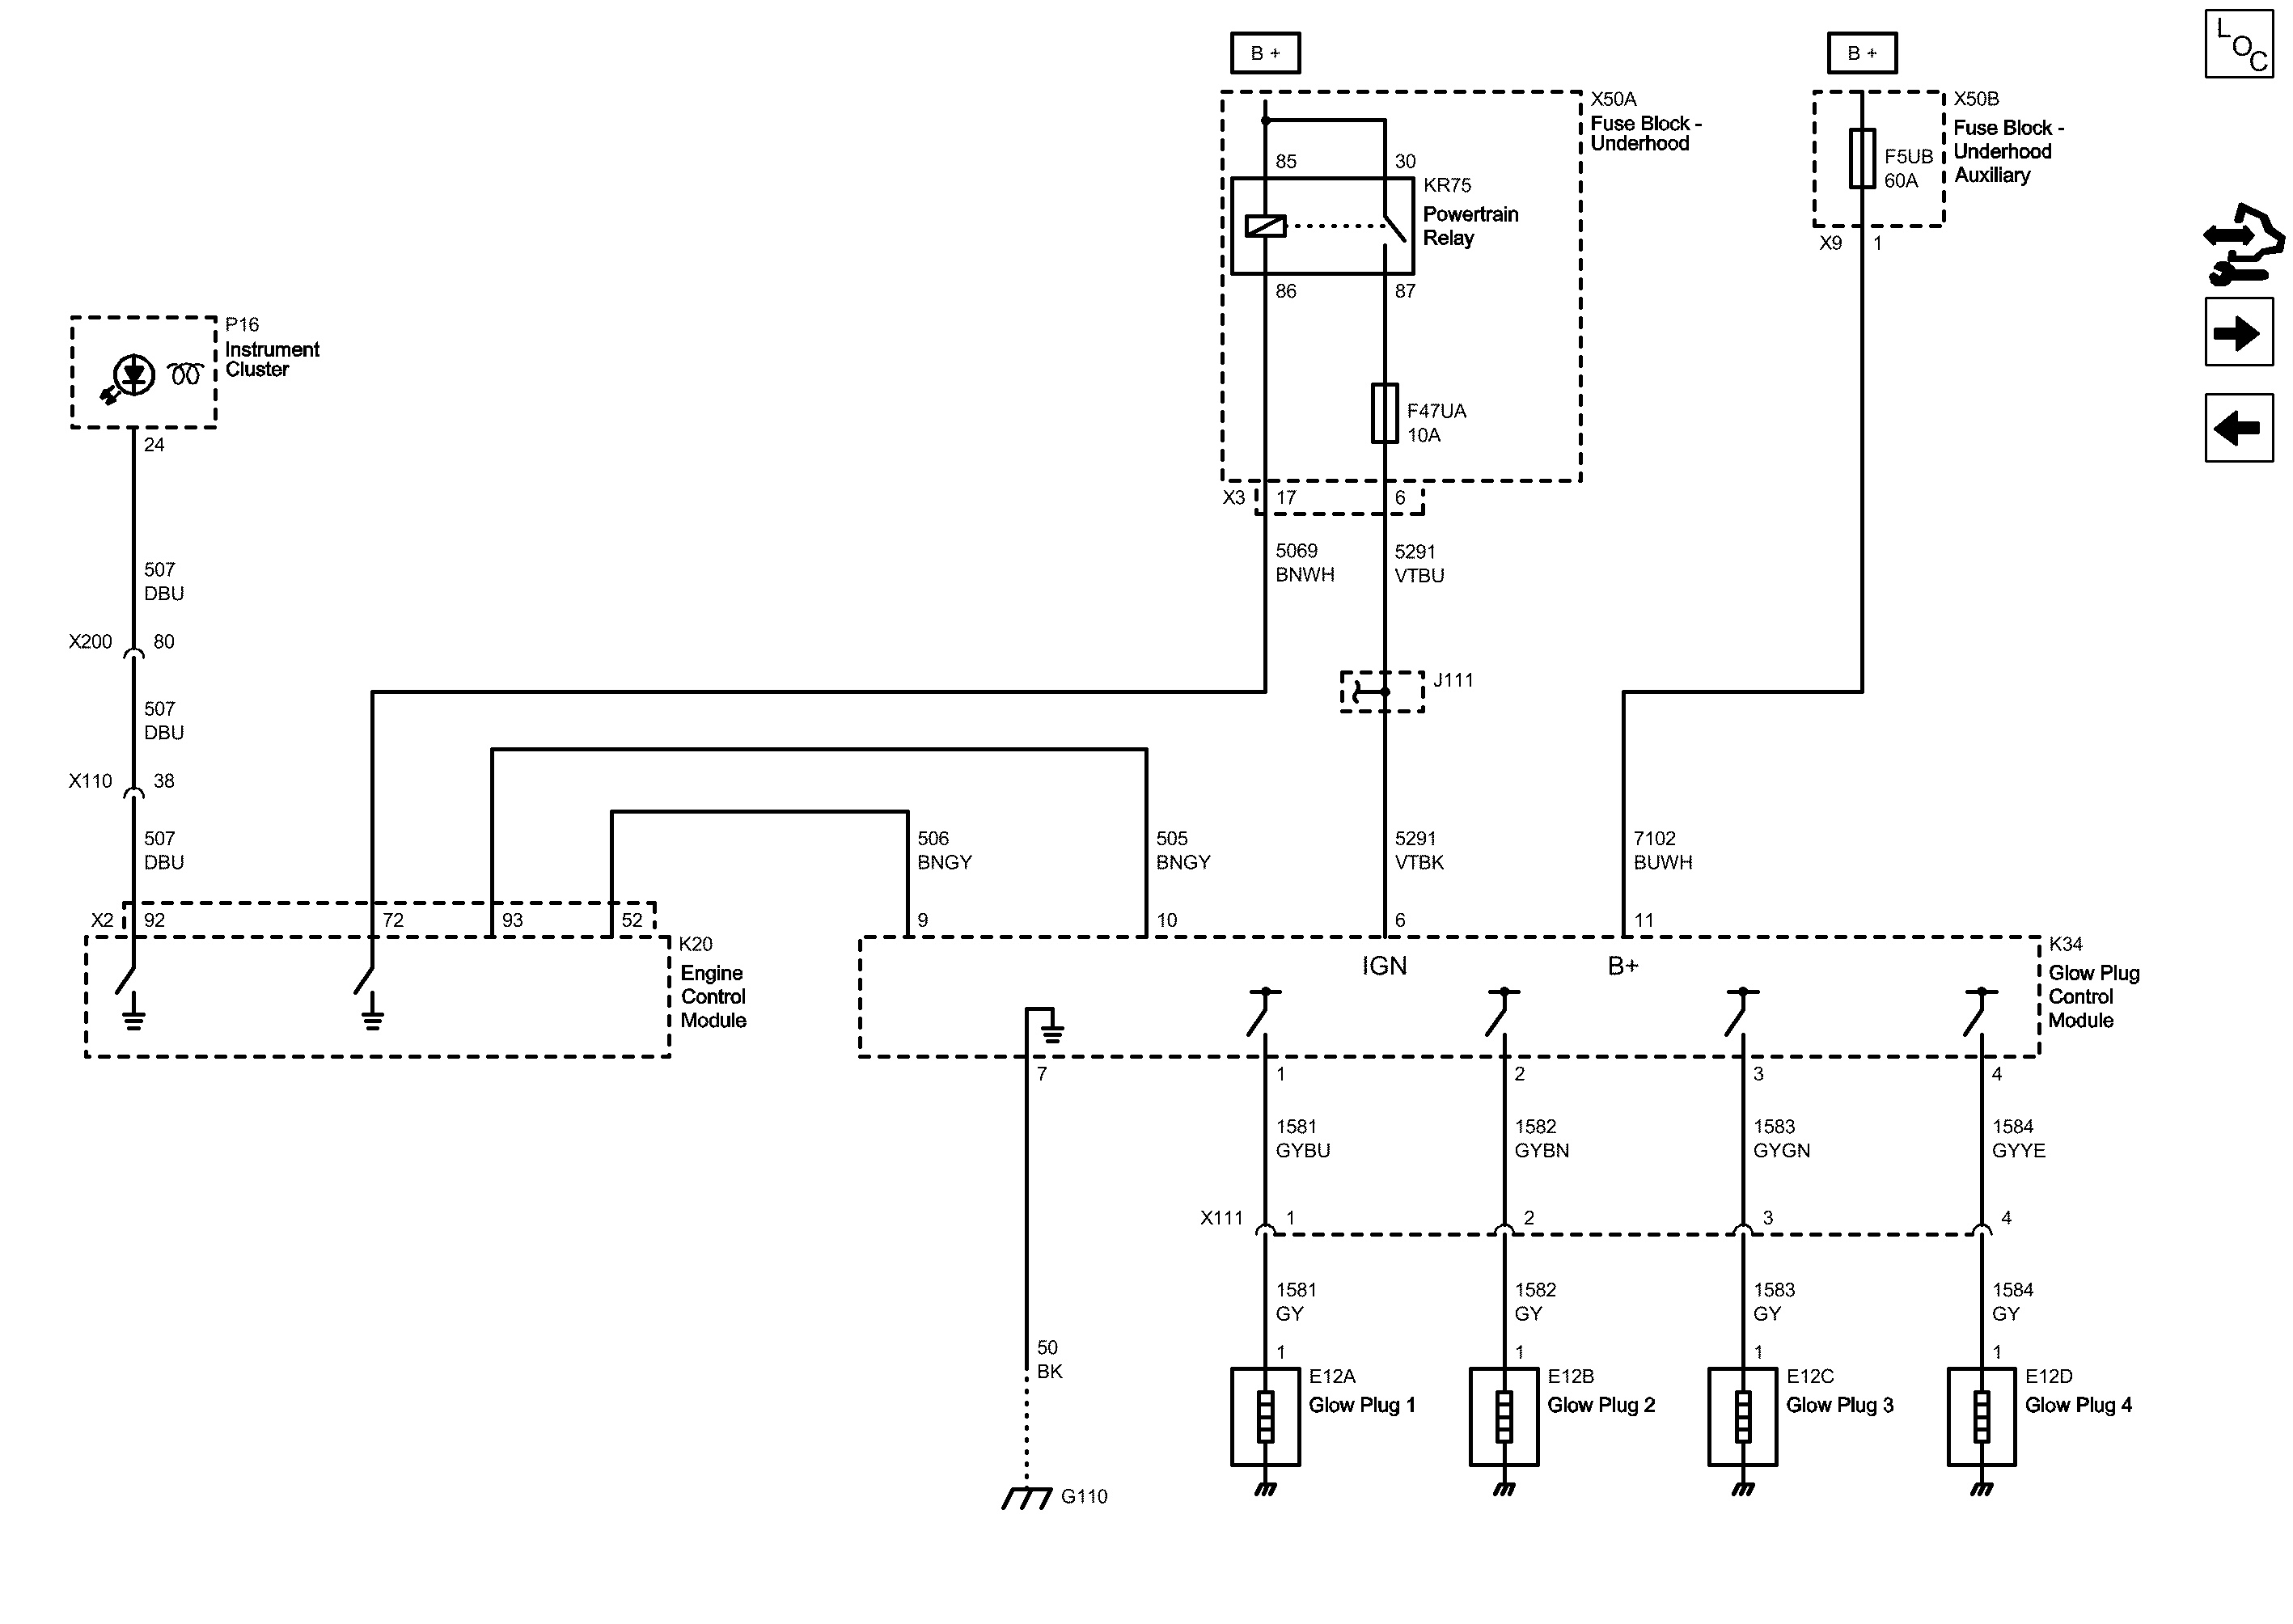 B +
B +
LOC
X50A
Fuse Block -
Underhood
X50B
Fuse Block -
Underhood
Auxiliary
F5UB
60A
85
30
KR75
Powertrain
Relay
86
87
X9
1
P16
Instrument
Cluster
24
F47UA
10A
X3
17
6
5069
BNWH
5291
VTBU
507
DBU
X200
80
J111
507
DBU
X110
38
507
DBU
506
BNGY
505
BNGY
5291
VTBK
7102
BUWH
X2
92
72
93
52
9
10
6
11
K20
Engine
Control
Module
IGN
B+
K34
Glow Plug
Control
Module
7
1
2
3
4
1581
GYBU
1582
GYBN
1583
GYGN
1584
GYYE
X111
1
2
3
4
1581
GY
1582
GY
1583
GY
1584
GY
50
BK
1
1
1
1
E12A
Glow Plug 1
E12B
Glow Plug 2
E12C
Glow Plug 3
E12D
Glow Plug 4
G110